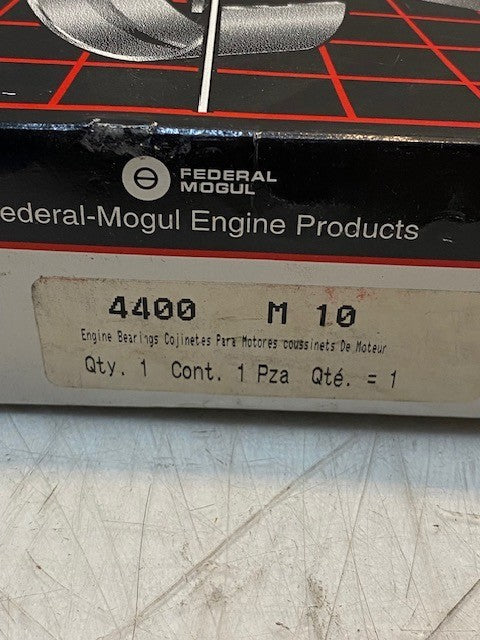 FEDERAL
MOGUL
ederal-Mogul Engine Products
4400 M 10
Engine Bearings Cojinetes Para Motores coussinets De Moteur
Qty. 1 Cont. 1 Pza Qté. = 1